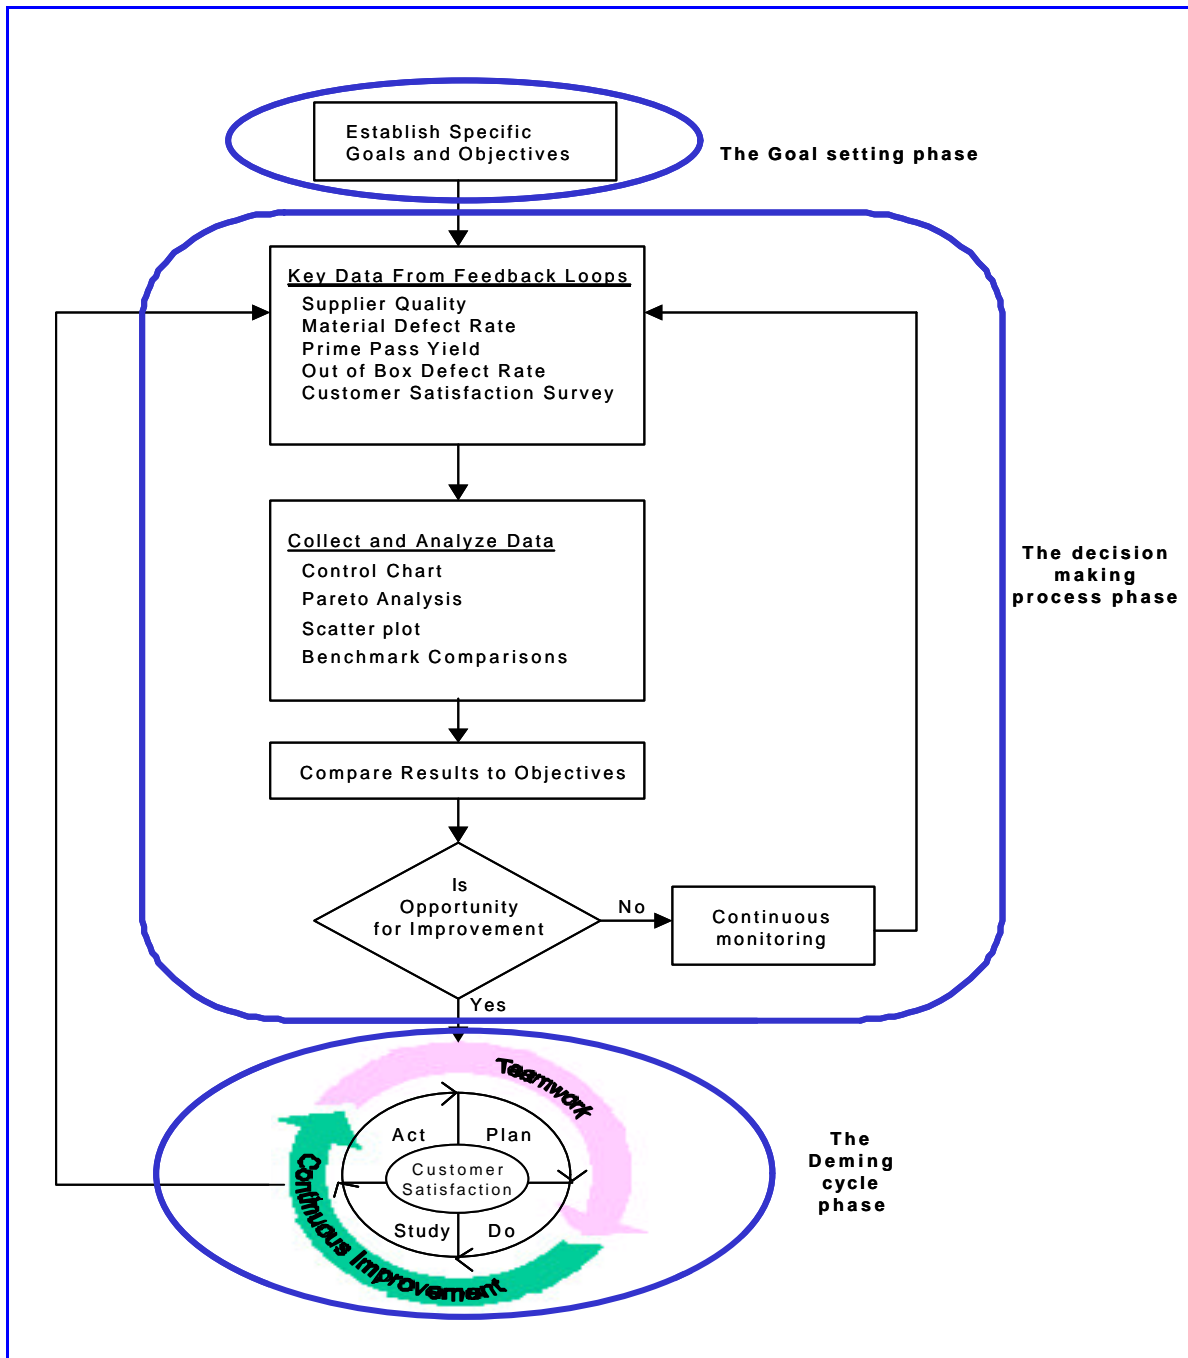 Establish Specific
Goals and Objectives
The Goal setting phase
Key Data From Feedback Loops
Supplier Quality
Material Defect Rate
Prime Pass Yield
Out of Box Defect Rate
Customer Satisfaction Survey
Collect and Analyze Data
Control Chart
Pareto Analysis
Scatter plot
Benchmark Comparisons
The decision
making
process phase
Compare Results to Objectives
Is
Opportunity
for Improvement
No
Continuous
monitoring
Yes
Teamwork
Act
Plan
Customer
Satisfaction
Study
Do
Continuous Improvement
The
Deming
cycle
phase